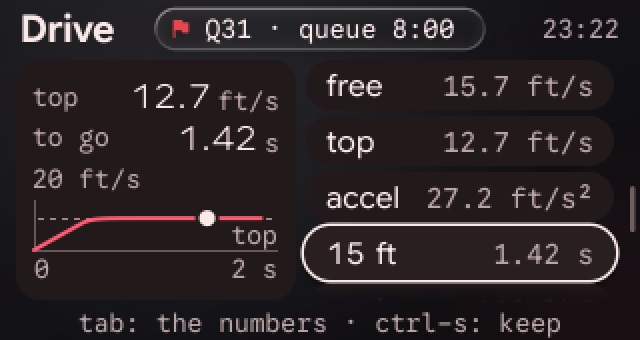 Drive
Q31 · queue 8:00
23:22
top 12.7 ft/s
to go 1.42 s
20 ft/s
top
0 2 s
free 15.7 ft/s
top 12.7 ft/s
accel 27.2 ft/s²
15 ft 1.42 s
tab: the numbers · ctrl-s: keep